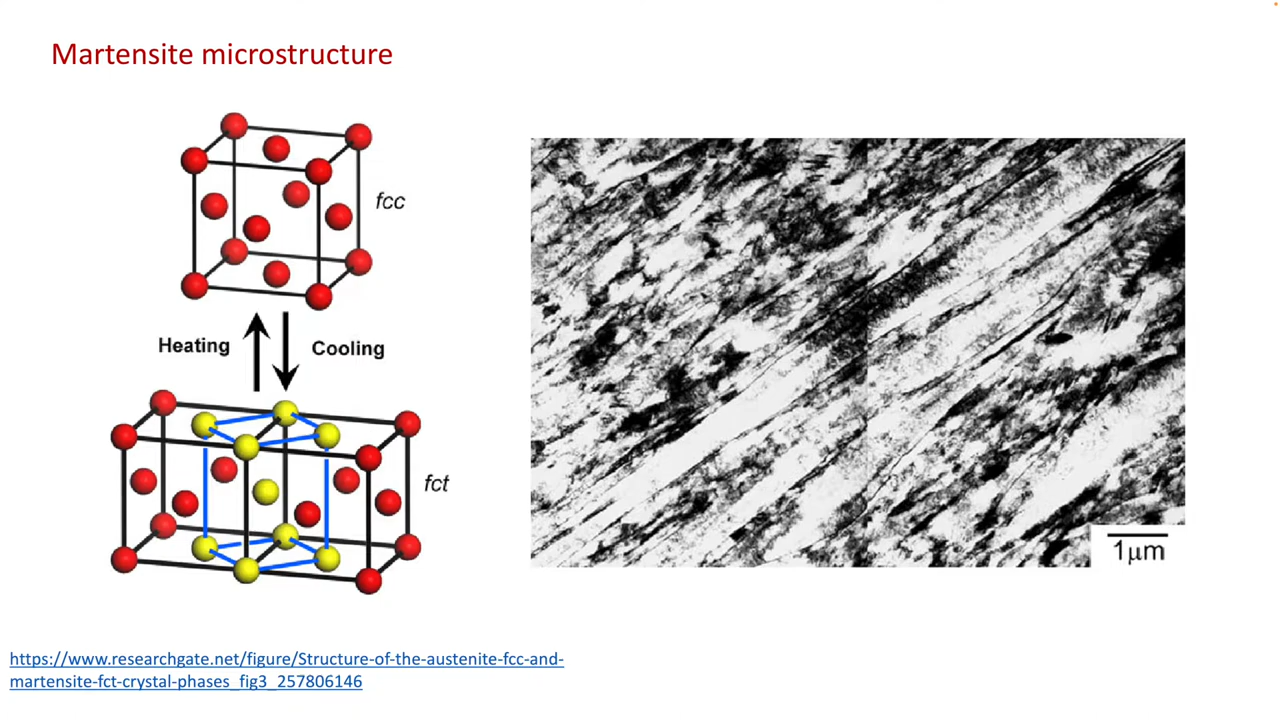 Martensite microstructure
fcc
Heating
Cooling
fct
1μm
https://www.researchgate.net/figure/Structure-of-the-austenite-fcc-and-
martensite-fct-crystal-phases_fig3_257806146